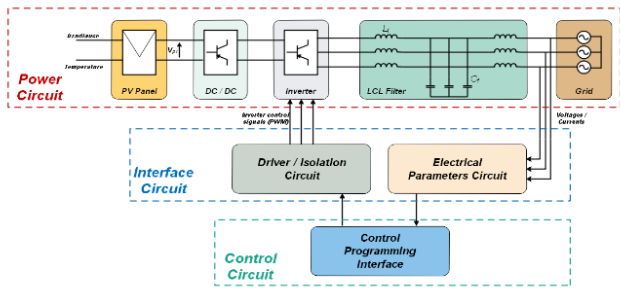 Irradiance
Temperature
Power
Circuit
PV Panel
DC / DC
Inverter
LCL Filter
Grid
Inverter control
signals (PWM)
Voltages /
Currents
Interface
Circuit
Driver / Isolation
Circuit
Electrical
Parameters Circuit
Control
Circuit
Control
Programming
Interface